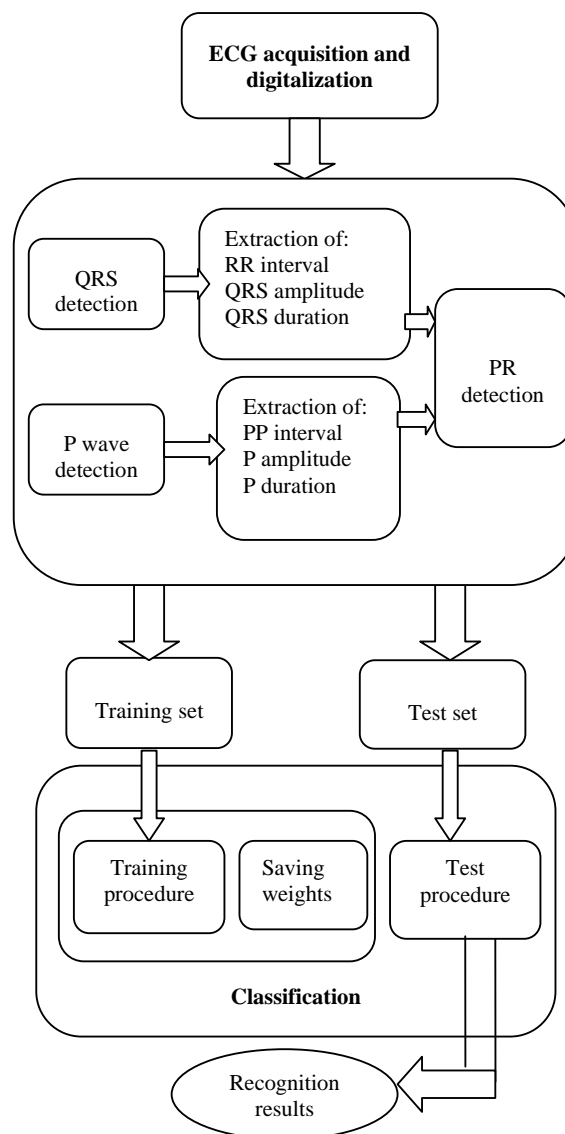 ECG acquisition and
digitalization
QRS
detection
Extraction of:
RR interval
QRS amplitude
QRS duration
PR
detection
P wave
detection
Extraction of:
PP interval
P amplitude
P duration
Training set
Test set
Training
procedure
Saving
weights
Test
procedure
Classification
Recognition
results